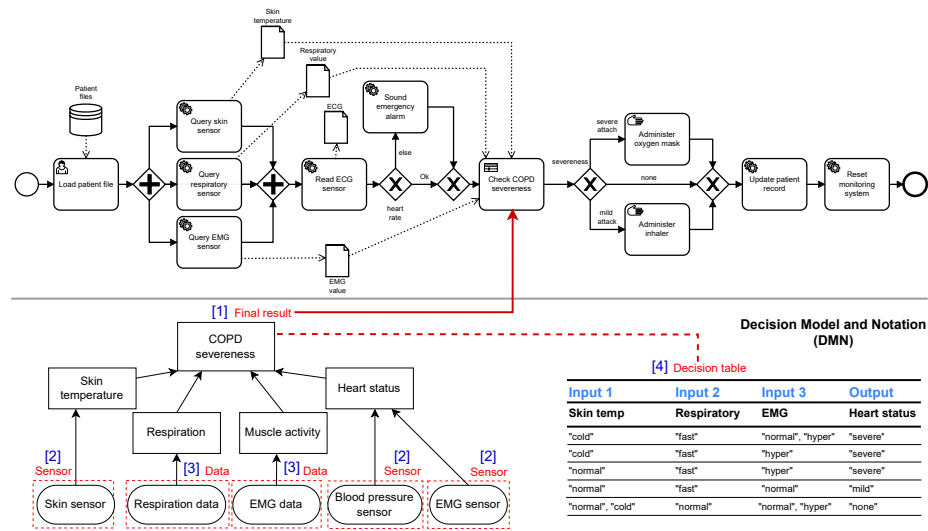 Skin
temperature
Respiratory
value
Patient
files
ECG
Sound
emergency
alarm
Query skin
sensor
severe
attach
Administer
oxygen mask
else
Load patient file
Query
respiratory
sensor
Read ECG
sensor
Ok
Check COPD
severeness
severeness
none
Update patient
record
Reset
monitoring
system
heart
rate
mild
attack
Administer
inhaler
Query EMG
sensor
EMG
value
[1] Final result
Decision Model and Notation
(DMN)
COPD
severeness
[4] Decision table
Skin
temperature
Heart status
Respiration
Muscle activity
[2]
Sensor
[3] Data
[3] Data
[2]
Sensor
[2]
Sensor
Skin sensor
Respiration data
EMG data
Blood pressure
sensor
EMG sensor
Input 1 Input 2 Input 3 Output
Skin temp Respiratory EMG Heart status
"cold" "fast" "normal", "hyper" "severe"
"cold" "fast" "hyper" "severe"
"normal" "fast" "hyper" "severe"
"normal" "fast" "normal" "mild"
"normal", "cold" "normal" "normal", "hyper" "none"